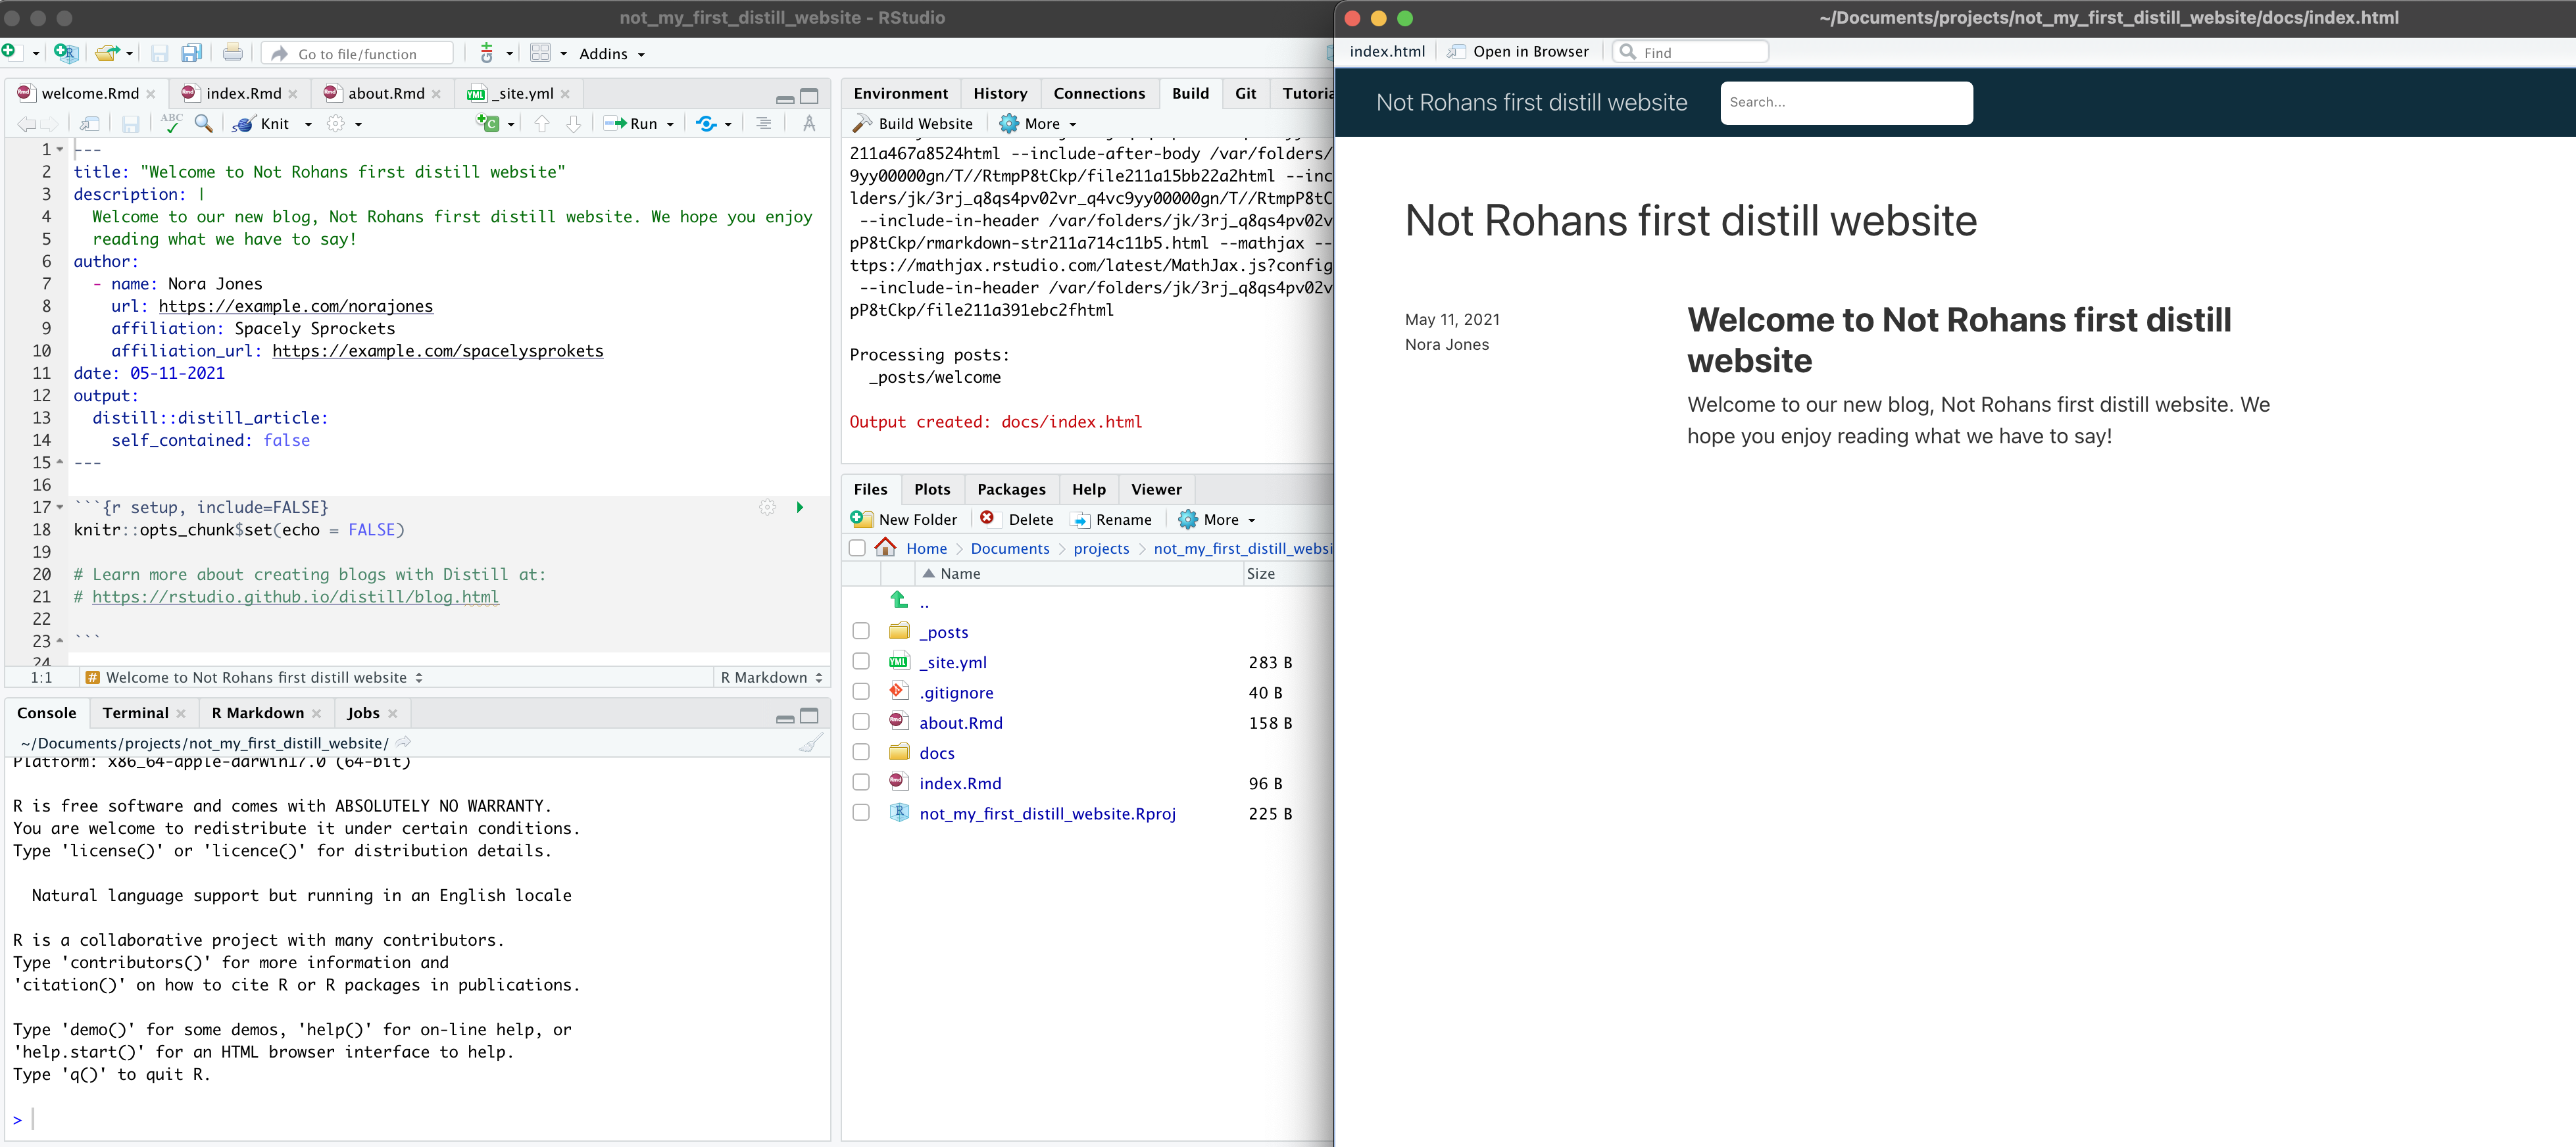 not_my_first_distill_website - RStudio
Go to file/function
Addins
welcome.Rmd
index.Rmd
about.Rmd
_site.yml
ABC
Knit
Run
1 ---
2 title: "Welcome to Not Rohans first distill website"
3 description: |
4 Welcome to our new blog, Not Rohans first distill website. We hope you enjoy
5 reading what we have to say!
6 author:
7 - name: Nora Jones
8 url: https://example.com/norajones
9 affiliation: Spacely Sprockets
10 affiliation_url: https://example.com/spacelysprokets
11 date: 05-11-2021
12 output:
13 distill::distill_article:
14 self_contained: false
15 ---
16
17 ```{r setup, include=FALSE}
18 knitr::opts_chunk$set(echo = FALSE)
19
20 # Learn more about creating blogs with Distill at:
21 # https://rstudio.github.io/distill/blog.html
22
23 ```
24
1:1
# Welcome to Not Rohans first distill website
R Markdown
Console
Terminal
R Markdown
Jobs
~/Documents/projects/not_my_first_distill_website/
Platform: x86_64-apple-darwin17.0 (64-bit)
R is free software and comes with ABSOLUTELY NO WARRANTY.
You are welcome to redistribute it under certain conditions.
Type 'license()' or 'licence()' for distribution details.
Natural language support but running in an English locale
R is a collaborative project with many contributors.
Type 'contributors()' for more information and
'citation()' on how to cite R or R packages in publications.
Type 'demo()' for some demos, 'help()' for on-line help, or
'help.start()' for an HTML browser interface to help.
Type 'q()' to quit R.
>
Environment
History
Connections
Build
Git
Tutoria
Build Website
More
211a467a8524html --include-after-body /var/folders/
9yy00000gn/T//RtmpP8tCkp/file211a15bb22a2html --inc
lders/jk/3rj_q8qs4pv02vr_q4vc9yy00000gn/T//RtmpP8tC
--include-in-header /var/folders/jk/3rj_q8qs4pv02v
pP8tCkp/rmarkdown-str211a714c11b5.html --mathjax --
ttps://mathjax.rstudio.com/latest/MathJax.js?config
--include-in-header /var/folders/jk/3rj_q8qs4pv02v
pP8tCkp/file211a391ebc2fhtml
Processing posts:
_posts/welcome
Output created: docs/index.html
Files
Plots
Packages
Help
Viewer
New Folder
Delete
Rename
More
Home
Documents
projects
not_my_first_distill_websi
Name
Size
..
_posts
_site.yml 283 B
.gitignore 40 B
about.Rmd 158 B
docs
index.Rmd 96 B
not_my_first_distill_website.Rproj 225 B
~/Documents/projects/not_my_first_distill_website/docs/index.html
index.html
Open in Browser
Find
Not Rohans first distill website
Search...
Not Rohans first distill website
May 11, 2021
Nora Jones
Welcome to Not Rohans first distill
website
Welcome to our new blog, Not Rohans first distill website. We
hope you enjoy reading what we have to say!